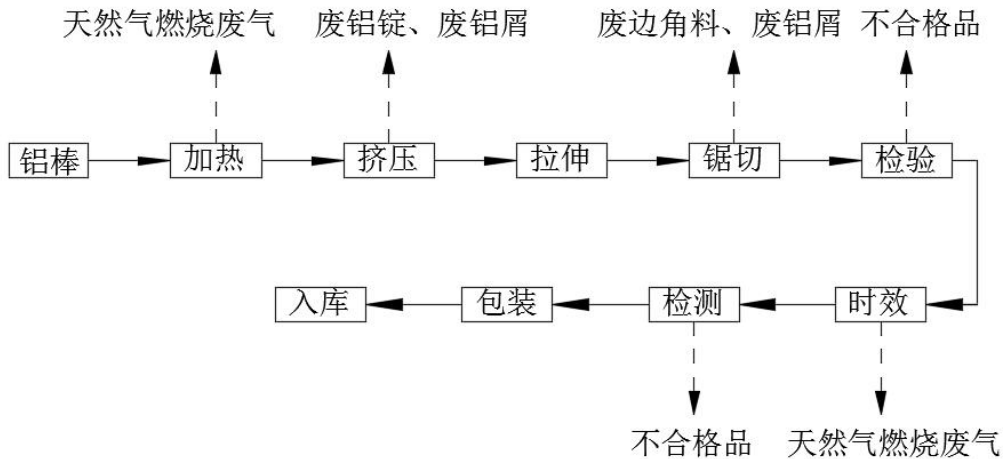 天然气燃烧废气 废铝锭、废铝屑 废边角料、废铝屑 不合格品
铝棒 加热 挤压 拉伸 锯切 检验
入库 包装 检测 时效
不合格品 天然气燃烧废气